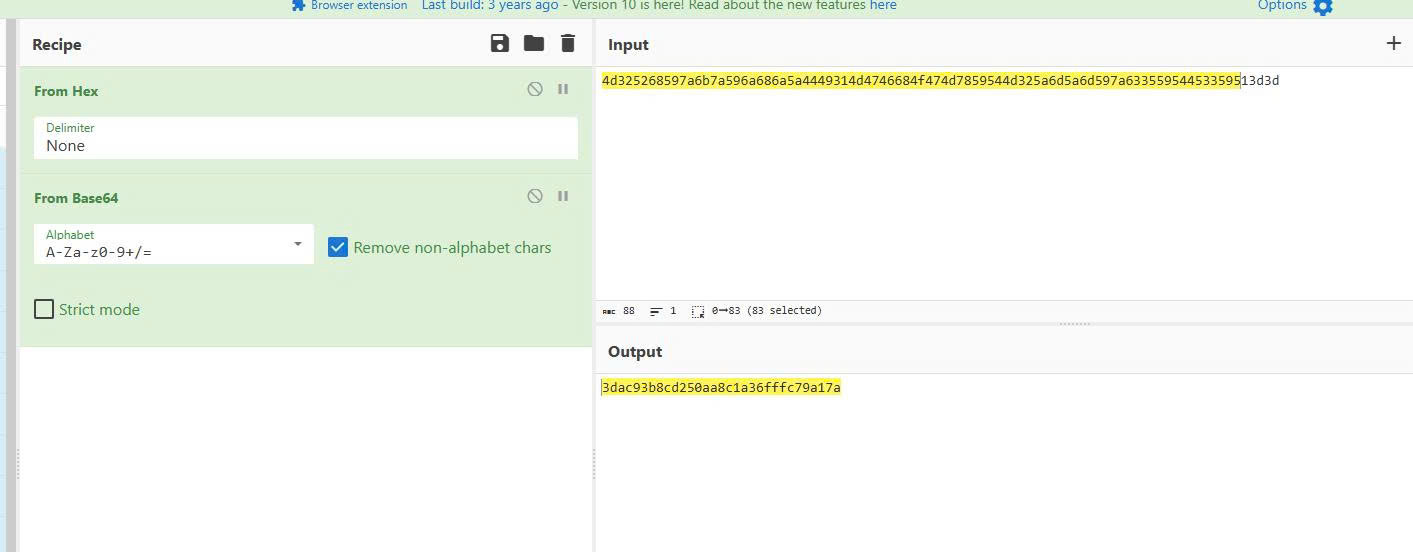 Browser extension Last build: 3 years ago - Version 10 is here! Read about the new features here Options
Recipe
Input
From Hex
Delimiter
None
From Base64
Alphabet
A-Za-z0-9+/=
Remove non-alphabet chars
Strict mode
4d325268597a6b7a596a686a5a4449314d4746684f474d7859544d325a6d5a6d597a63355954453359513d3d
ABC 88 1 0→83 (83 selected)
Output
3dac93b8cd250aa8c1a36fffc79a17a